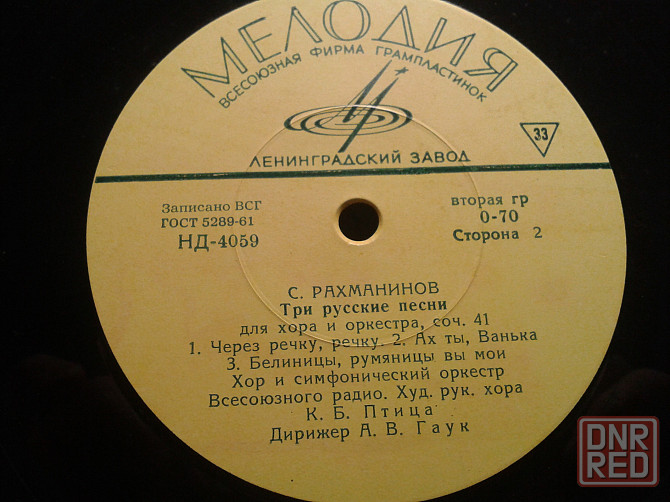 МЕЛОДИЯ
ВСЕСОЮЗНАЯ ФИРМА ГРАМПЛАСТИНОК
ЛЕНИНГРАДСКИЙ ЗАВОД
33
Записано ВСГ
ГОСТ 5289-61
НД-4059
вторая гр
0-70
Сторона 2
С. РАХМАНИНОВ
Три русские песни
для хора и оркестра, соч. 41
1. Через речку, речку. 2. Ах ты, Ванька
3. Белиницы, румяницы вы мои
Хор и симфонический оркестр
Всесоюзного радио. Худ. рук. хора
К. Б. Птица
Дирижер А. В. Гаук
DNR
RED